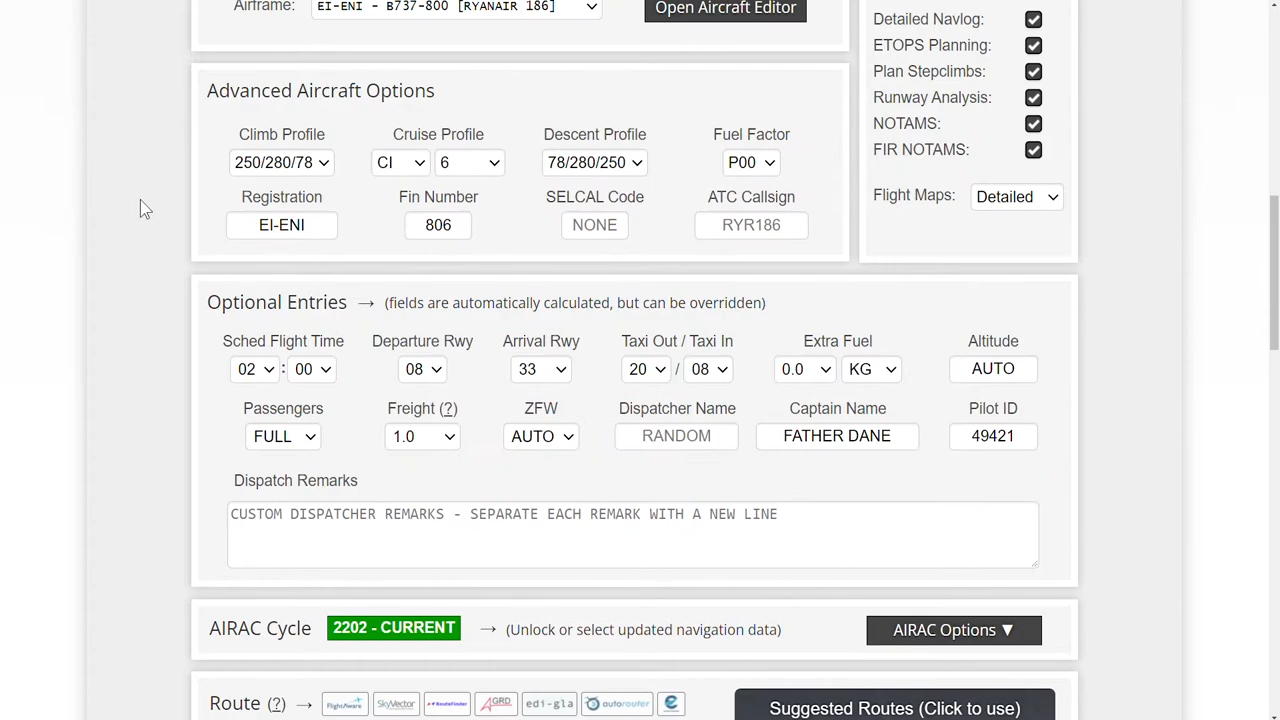 Airframe: EI-ENI - B737-800 [RYANAIR 186] Open Aircraft Editor
Detailed Navlog:
ETOPS Planning:
Plan Stepclimbs:
Runway Analysis:
NOTAMS:
FIR NOTAMS:
Flight Maps: Detailed
Advanced Aircraft Options
Climb Profile Cruise Profile Descent Profile Fuel Factor
250/280/78 CI 6 78/280/250 P00
Registration Fin Number SELCAL Code ATC Callsign
EI-ENI 806 NONE RYR186
Optional Entries → (fields are automatically calculated, but can be overridden)
Sched Flight Time Departure Rwy Arrival Rwy Taxi Out / Taxi In Extra Fuel Altitude
02 : 00 08 33 20 / 08 0.0 KG AUTO
Passengers Freight (?) ZFW Dispatcher Name Captain Name Pilot ID
FULL 1.0 AUTO RANDOM FATHER DANE 49421
Dispatch Remarks
CUSTOM DISPATCHER REMARKS - SEPARATE EACH REMARK WITH A NEW LINE
AIRAC Cycle 2202 - CURRENT → (Unlock or select updated navigation data) AIRAC Options ▼
Route (?) → FlightAware SkyVector RouteFinder AGRD edi-gla autorouter Suggested Routes (Click to use)